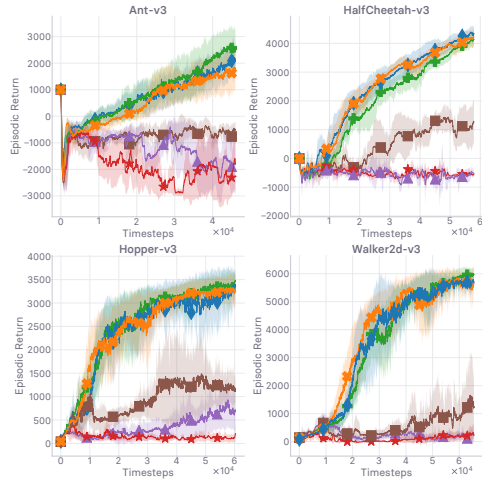 Ant-v3
Episodic Return
3000
2000
1000
0
−1000
−2000
−3000
0 1 2 3 4
Timesteps
×10⁴
HalfCheetah-v3
Episodic Return
4000
3000
2000
1000
0
−1000
−2000
0 1 2 3 4 5
Timesteps
×10⁴
Hopper-v3
Episodic Return
4000
3500
3000
2500
2000
1500
1000
500
0
0 1 2 3 4 5 6
Timesteps
×10⁴
Walker2d-v3
Episodic Return
6000
5000
4000
3000
2000
1000
0
0 1 2 3 4 5 6
Timesteps
×10⁴